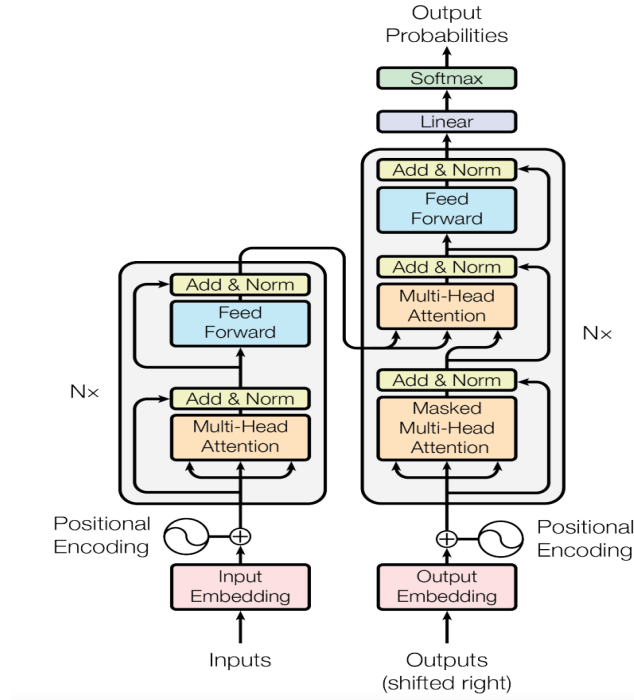 Output
Probabilities
Softmax
Linear
Add & Norm
Feed
Forward
Add & Norm
Multi-Head
Attention
Add & Norm
Masked
Multi-Head
Attention
Nx
Add & Norm
Feed
Forward
Add & Norm
Multi-Head
Attention
Nx
Positional
Encoding
Positional
Encoding
Input
Embedding
Output
Embedding
Inputs
Outputs
(shifted right)